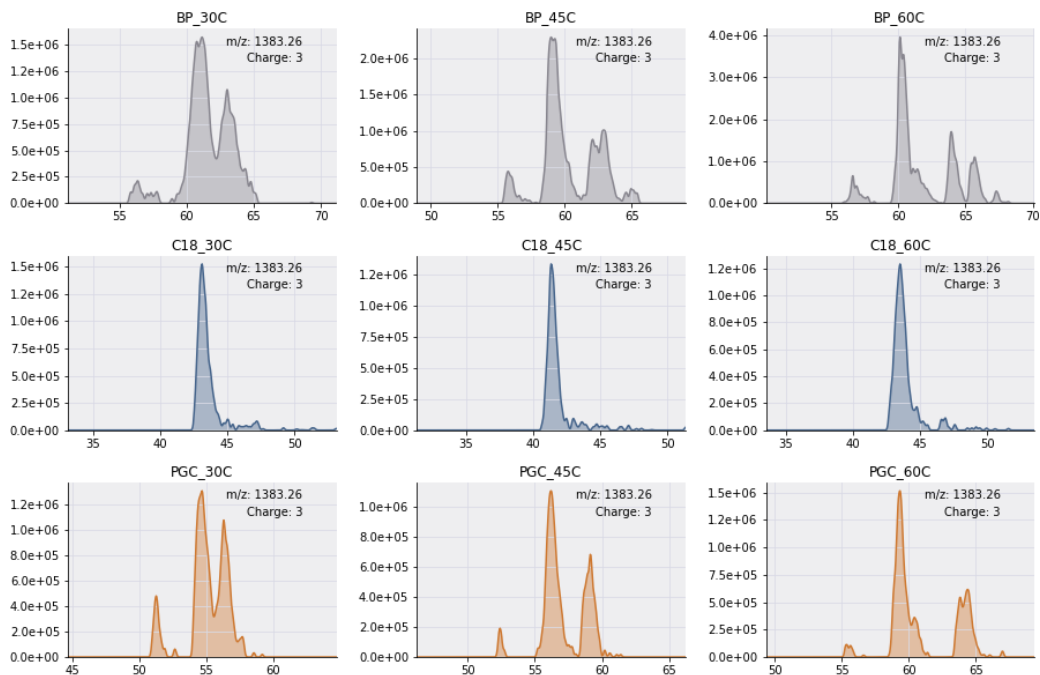 BP_30C
BP_45C
BP_60C
m/z: 1383.26
Charge: 3
m/z: 1383.26
Charge: 3
m/z: 1383.26
Charge: 3
1.5e+06
1.2e+06
1.0e+06
7.5e+05
5.0e+05
2.5e+05
0.0e+00
55 60 65 70
2.0e+06
1.5e+06
1.0e+06
5.0e+05
0.0e+00
50 55 60 65
4.0e+06
3.0e+06
2.0e+06
1.0e+06
0.0e+00
55 60 65 70
C18_30C
C18_45C
C18_60C
m/z: 1383.26
Charge: 3
m/z: 1383.26
Charge: 3
m/z: 1383.26
Charge: 3
1.5e+06
1.2e+06
1.0e+06
7.5e+05
5.0e+05
2.5e+05
0.0e+00
35 40 45 50
1.2e+06
1.0e+06
7.5e+05
5.0e+05
2.5e+05
0.0e+00
35 40 45 50
1.2e+06
1.0e+06
8.0e+05
6.0e+05
4.0e+05
2.0e+05
0.0e+00
35 40 45 50
PGC_30C
PGC_45C
PGC_60C
m/z: 1383.26
Charge: 3
m/z: 1383.26
Charge: 3
m/z: 1383.26
Charge: 3
1.2e+06
1.0e+06
8.0e+05
6.0e+05
4.0e+05
2.0e+05
0.0e+00
45 50 55 60
1.0e+06
8.0e+05
6.0e+05
4.0e+05
2.0e+05
0.0e+00
50 55 60 65
1.5e+06
1.2e+06
1.0e+06
7.5e+05
5.0e+05
2.5e+05
0.0e+00
50 55 60 65